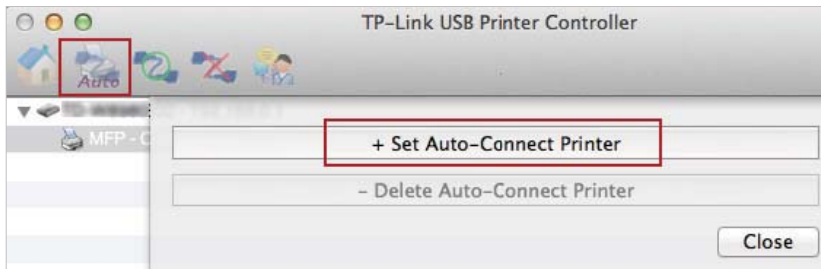 TP-Link USB Printer Controller
Auto
MFP - C
+ Set Auto-Connect Printer
- Delete Auto-Connect Printer
Close